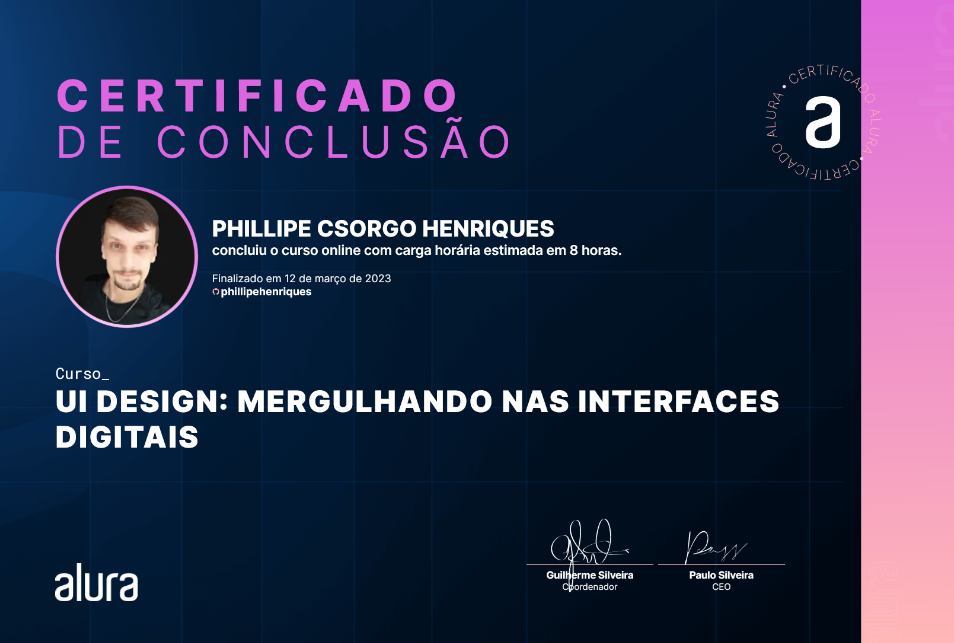 CERTIFICADO
DE CONCLUSÃO
CERTIFICADO ALURA • CERTIFICADO ALURA •
a
PHILLIPE CSORGO HENRIQUES
concluiu o curso online com carga horária estimada em 8 horas.
Finalizado em 12 de março de 2023
phillipehenriques
Curso_
UI DESIGN: MERGULHANDO NAS INTERFACES
DIGITAIS
alura
Guilherme Silveira
Coordenador
Paulo Silveira
CEO